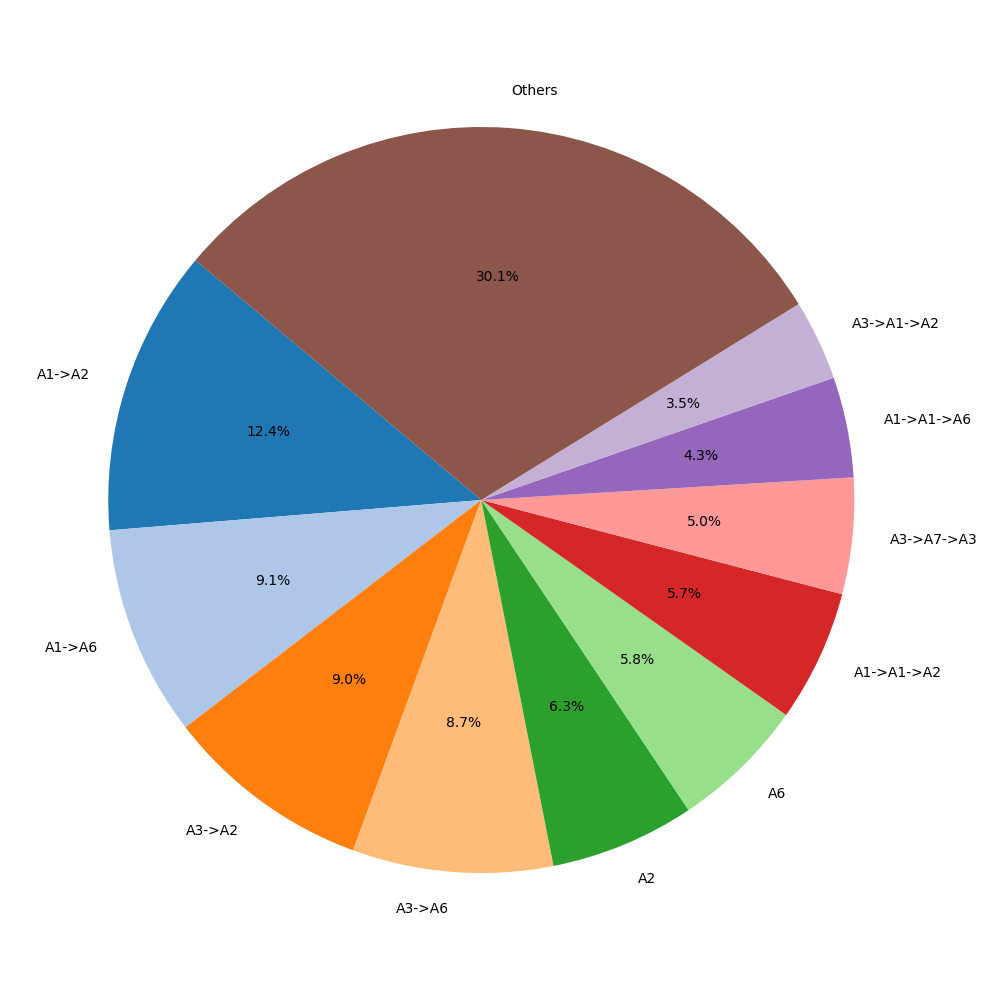 Others
30.1%
A3->A1->A2
3.5%
A1->A1->A6
4.3%
A3->A7->A3
5.0%
A1->A1->A2
5.7%
A6
5.8%
A2
6.3%
A3->A6
8.7%
A3->A2
9.0%
A1->A6
9.1%
A1->A2
12.4%